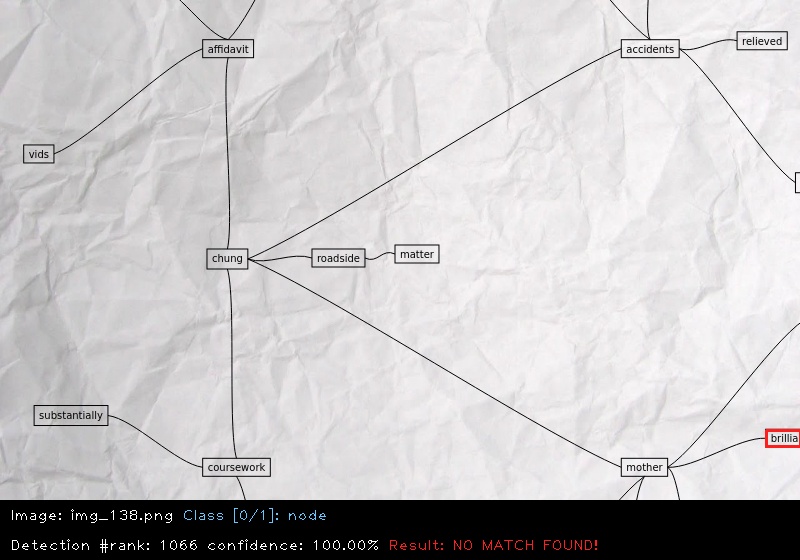 affidavit
accidents
relieved
vids
chung
roadside
matter
substantially
coursework
mother
brillia
Image: img_138.png Class [0/1]: node
Detection #rank: 1066 confidence: 100.00% Result: NO MATCH FOUND!